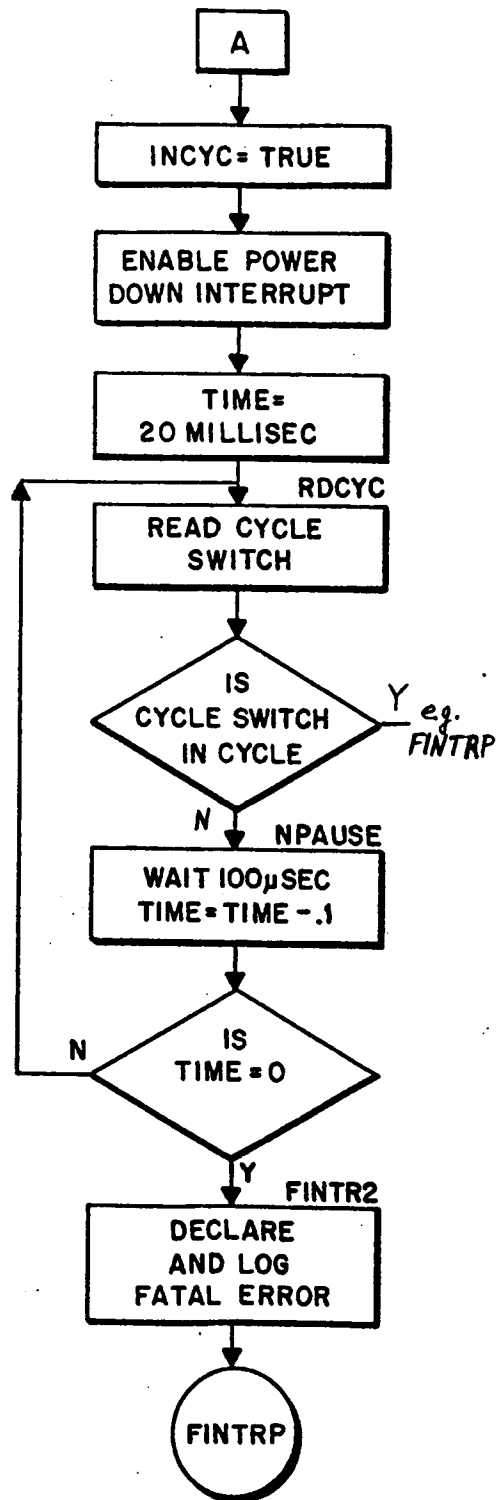 A
INCYC= TRUE
ENABLE POWER
DOWN INTERRUPT
TIME=
20 MILLISEC
RDCYC
READ CYCLE
SWITCH
IS
CYCLE SWITCH
IN CYCLE
Y eg.
FINTRP
N
NPAUSE
WAIT 100µSEC
TIME=TIME -.1
IS
TIME=0
N
Y
FINTR2
DECLARE
AND LOG
FATAL ERROR
FINTRP